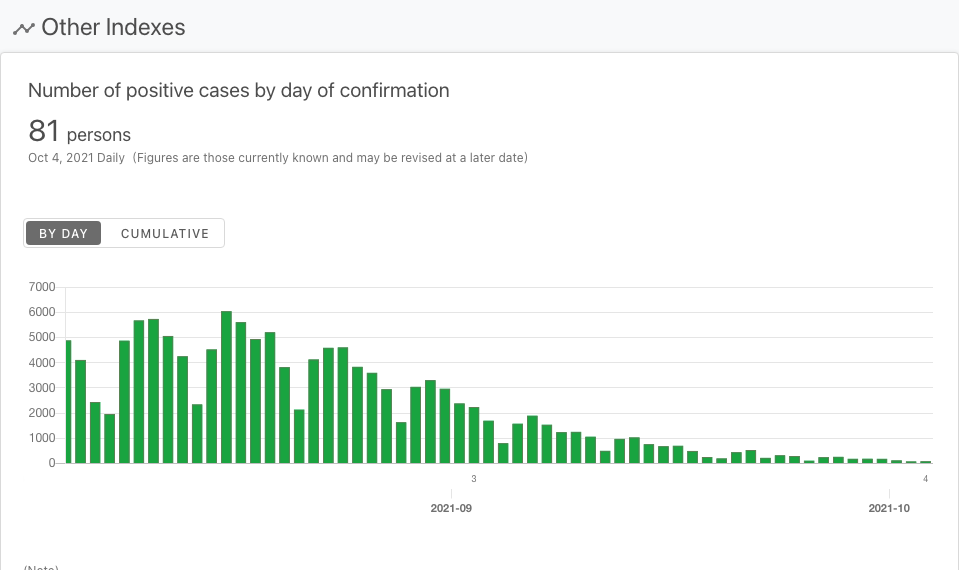 Other Indexes
Number of positive cases by day of confirmation
81 persons
Oct 4, 2021 Daily (Figures are those currently known and may be revised at a later date)
BY DAY CUMULATIVE
7000
6000
5000
4000
3000
2000
1000
0
3 4
2021-09 2021-10
(Note)